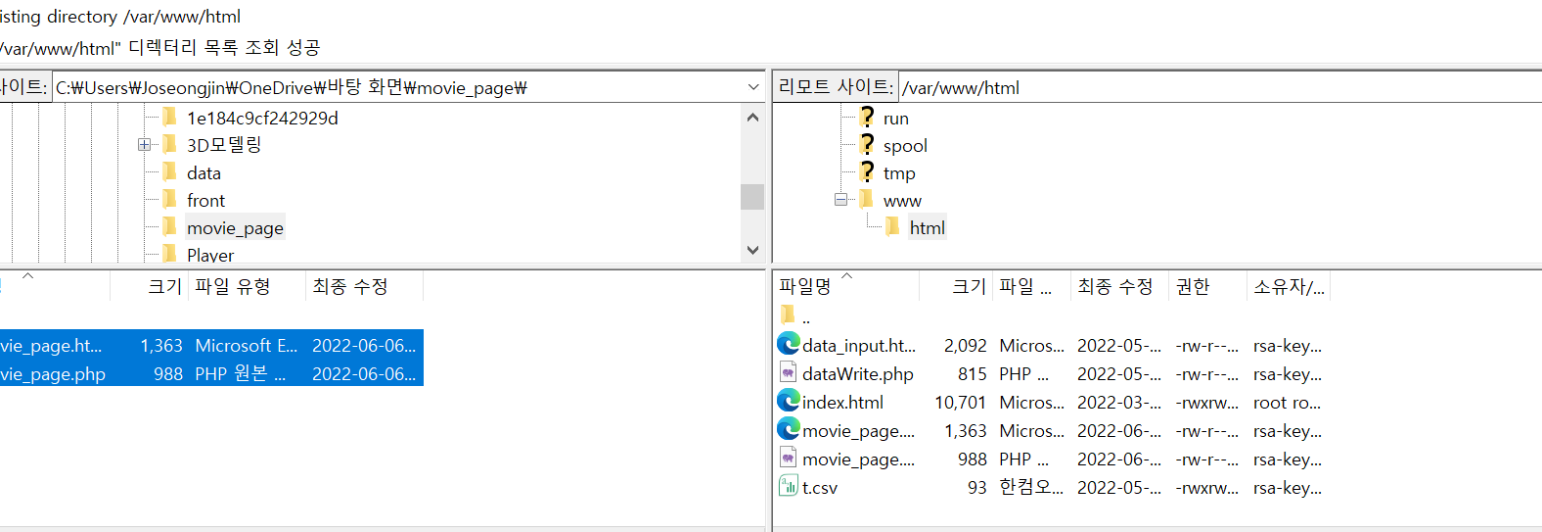 isting directory /var/www/html
/var/www/html" 디렉터리 목록 조회 성공
사이트: C:₩Users₩Joseongjin₩OneDrive₩바탕 화면₩movie_page₩
1e184c9cf242929d
3D모델링
data
front
movie_page
Player
크기 파일 유형 최종 수정
vie_page.ht... 1,363 Microsoft E... 2022-06-06...
vie_page.php 988 PHP 원본 ... 2022-06-06...
리모트 사이트: /var/www/html
? run
? spool
? tmp
www
html
파일명 크기 파일 ... 최종 수정 권한 소유자/...
..
data_input.ht... 2,092 Micros... 2022-05-... -rw-r--... rsa-key...
dataWrite.php 815 PHP ... 2022-05-... -rw-r--... rsa-key...
index.html 10,701 Micros... 2022-03-... -rwxrw... root ro...
movie_page.... 1,363 Micros... 2022-06-... -rw-r--... rsa-key...
movie_page.... 988 PHP ... 2022-06-... -rw-r--... rsa-key...
t.csv 93 한컴오... 2022-05-... -rwxrw... rsa-key...